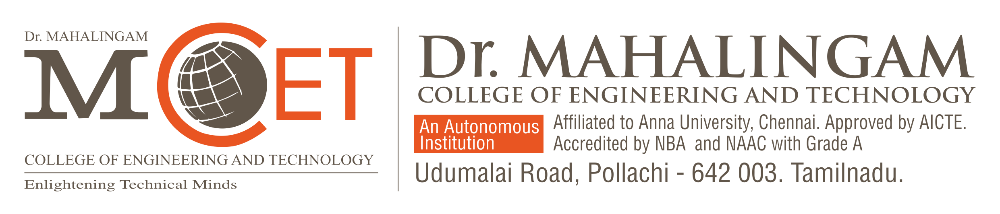 Dr. MAHALINGAM
MCET
COLLEGE OF ENGINEERING AND TECHNOLOGY
Enlightening Technical Minds
Dr. MAHALINGAM
COLLEGE OF ENGINEERING AND TECHNOLOGY
An Autonomous
Institution
Affiliated to Anna University, Chennai. Approved by AICTE.
Accredited by NBA and NAAC with Grade A
Udumalai Road, Pollachi - 642 003. Tamilnadu.